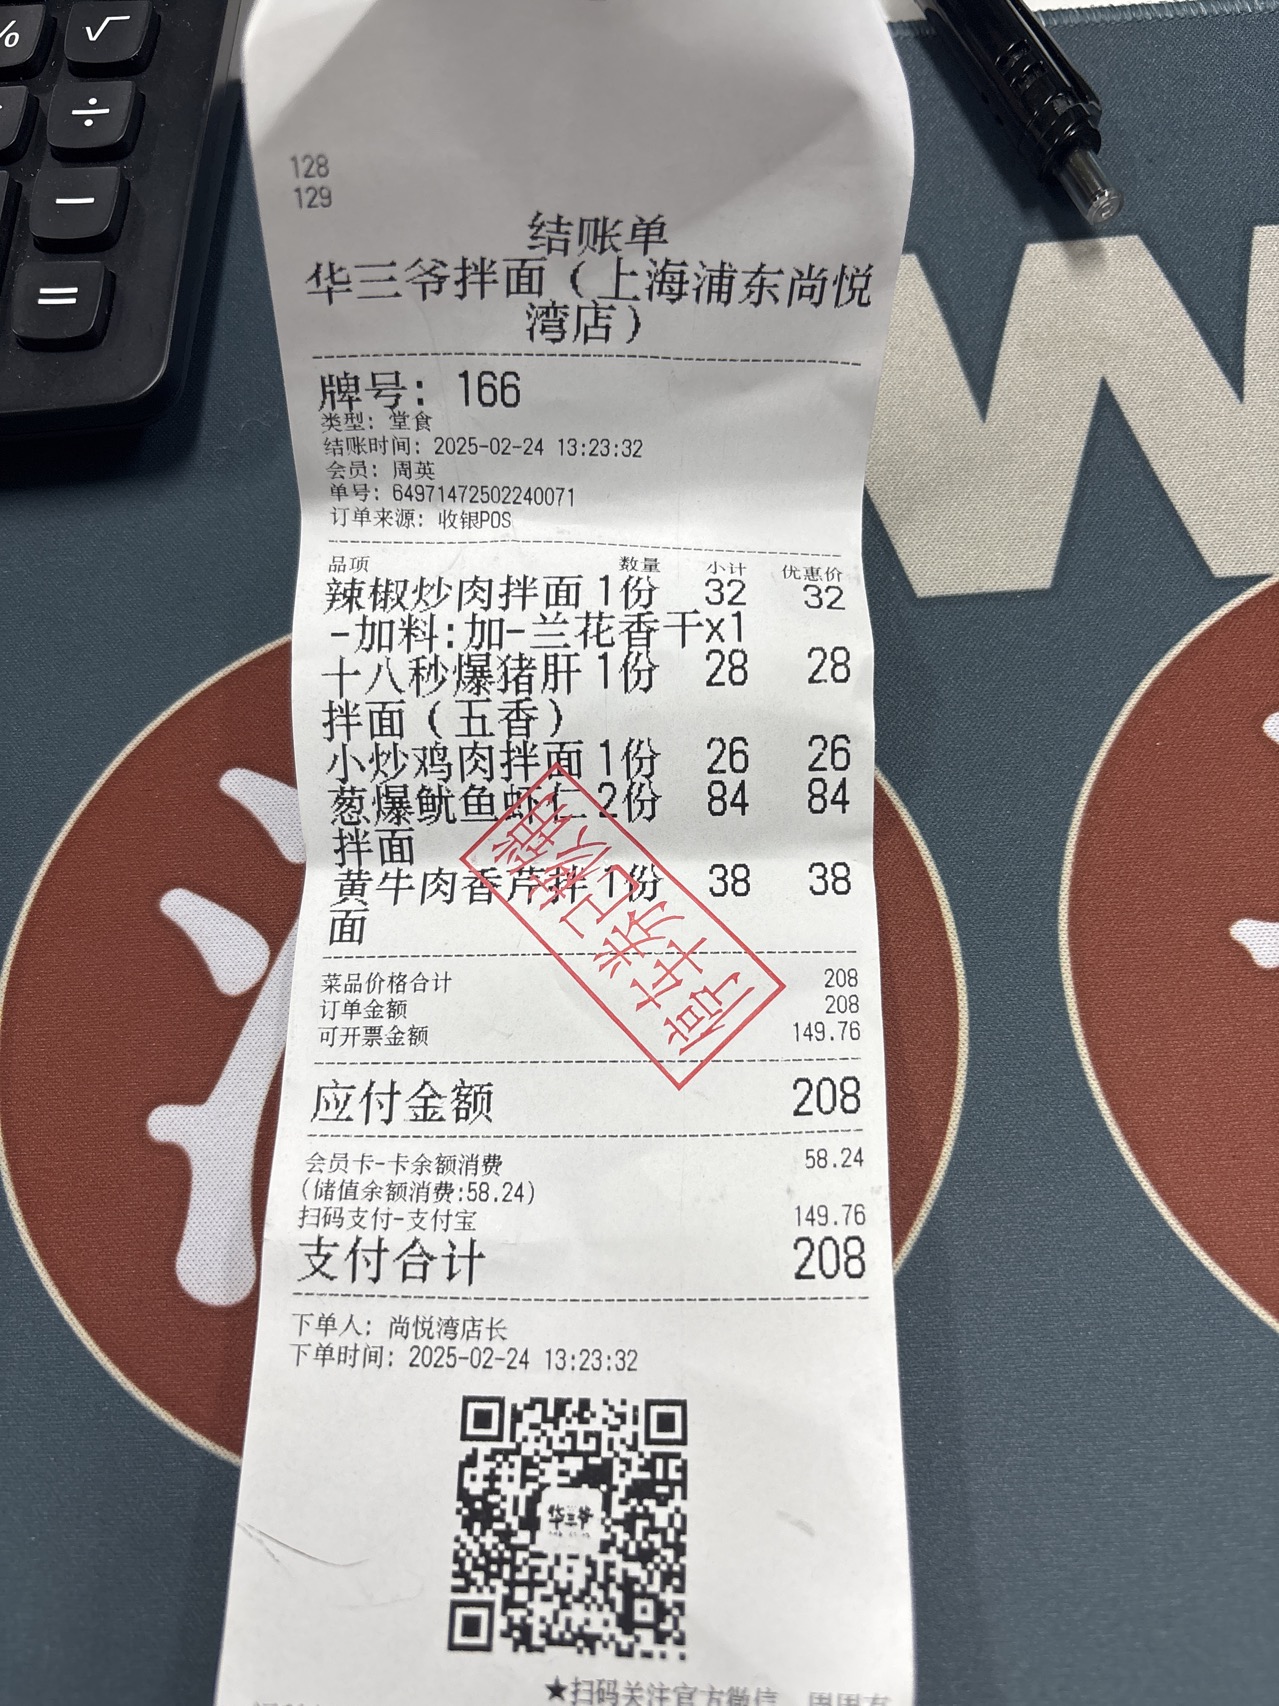 %
√
÷
−
=
128
129
结账单
华三爷拌面（上海浦东尚悦
湾店）
牌号: 166
类型: 堂食
结账时间: 2025-02-24 13:23:32
会员: 周英
单号: 64971472502240071
订单来源: 收银POS
品项 数量 小计 优惠价
辣椒炒肉拌面 1份 32 32
-加料:加-兰花香干x1
十八秒爆猪肝 1份 28 28
拌面（五香）
小炒鸡肉拌面 1份 26 26
葱爆鱿鱼虾仁 2份 84 84
拌面
黄牛肉香芹拌 1份 38 38
面
菜品价格合计 208
订单金额 208
可开票金额 149.76
应付金额 208
会员卡-卡余额消费 58.24
(储值余额消费:58.24)
扫码支付-支付宝 149.76
支付合计 208
下单人: 尚悦湾店长
下单时间: 2025-02-24 13:23:32
华三爷
★扫码关注官方微信
W